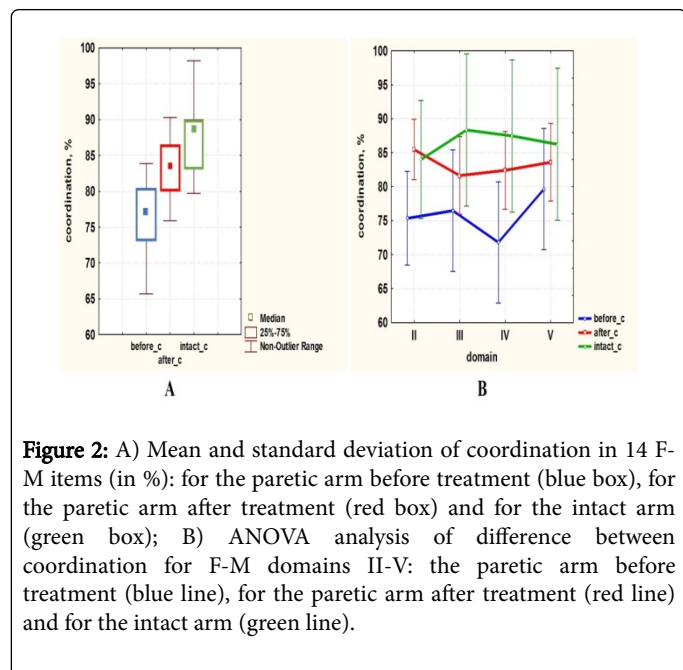 100
95
90
85
80
75
70
65
60
coordination, %
before_c intact_c
after_c
Median
25%-75%
Non-Outlier Range
A
100
95
90
85
80
75
70
65
60
coordination, %
II III IV V
domain
before_c
after_c
intact_c
B
Figure 2: A) Mean and standard deviation of coordination in 14 F-
M items (in %): for the paretic arm before treatment (blue box), for
the paretic arm after treatment (red box) and for the intact arm
(green box); B) ANOVA analysis of difference between
coordination for F-M domains II-V: the paretic arm before
treatment (blue line), for the paretic arm after treatment (red line)
and for the intact arm (green line).